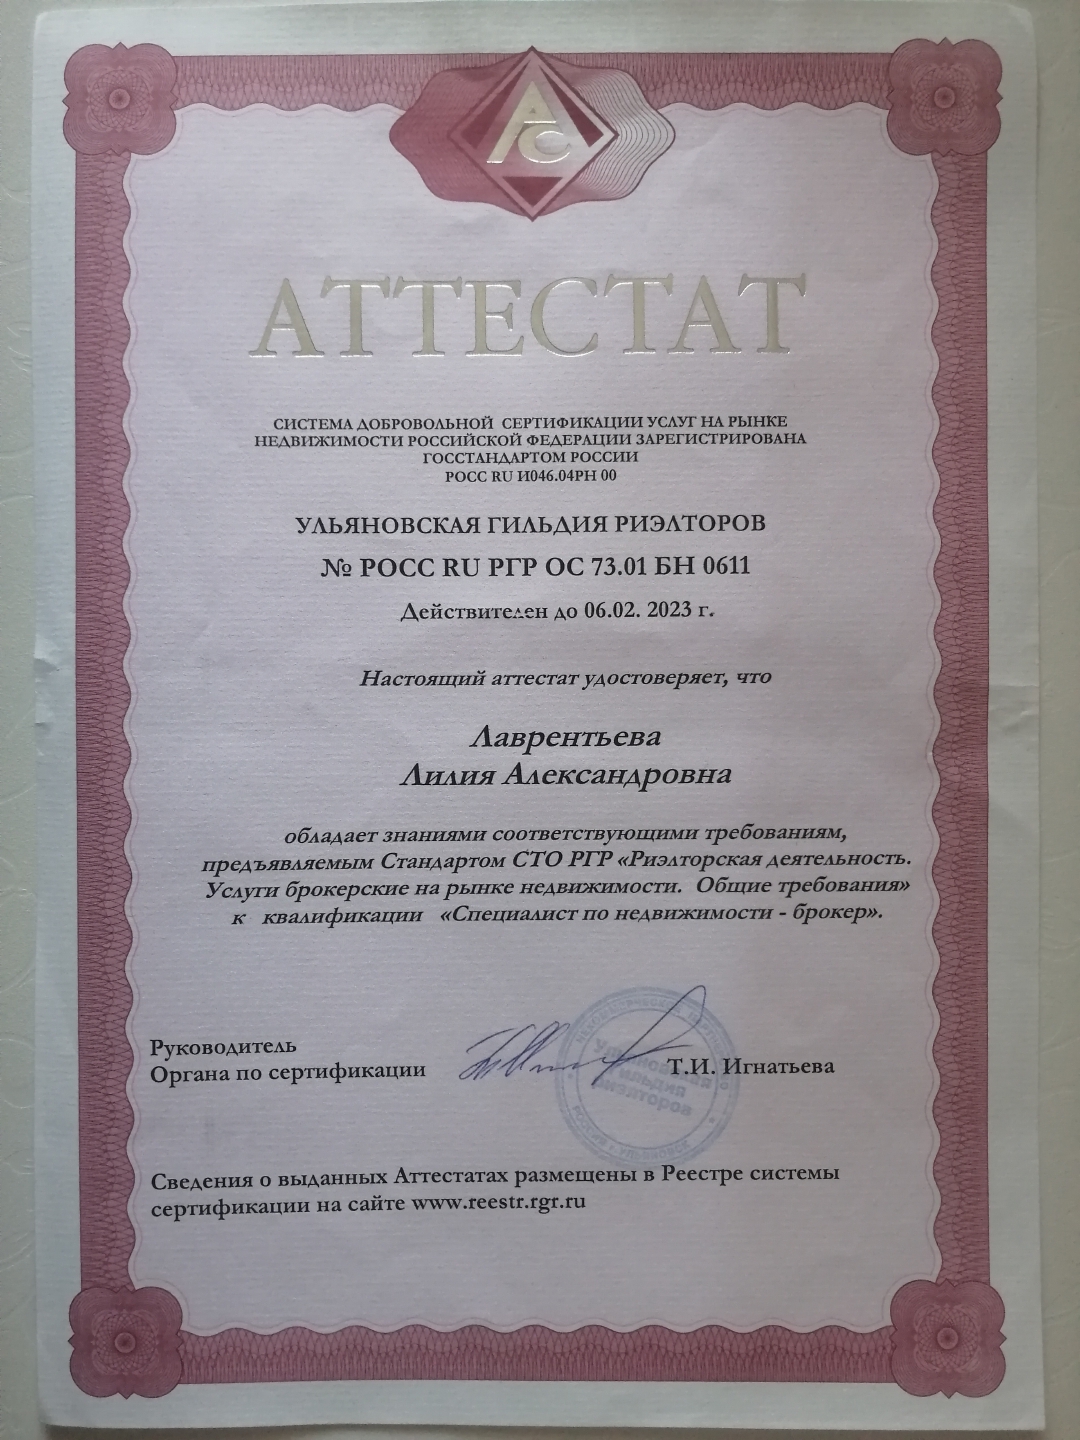 АС
АТТЕСТАТ
СИСТЕМА ДОБРОВОЛЬНОЙ СЕРТИФИКАЦИИ УСЛУГ НА РЫНКЕ
НЕДВИЖИМОСТИ РОССИЙСКОЙ ФЕДЕРАЦИИ ЗАРЕГИСТРИРОВАНА
ГОССТАНДАРТОМ РОССИИ
РОСС RU И046.04РН 00
УЛЬЯНОВСКАЯ ГИЛЬДИЯ РИЭЛТОРОВ
№ РОСС RU РГР ОС 73.01 БН 0611
Действителен до 06.02. 2023 г.
Настоящий аттестат удостоверяет, что
Лаврентьева
Лилия Александровна
обладает знаниями соответствующими требованиям,
предъявляемым Стандартом СТО РГР «Риэлторская деятельность.
Услуги брокерские на рынке недвижимости. Общие требования»
к квалификации «Специалист по недвижимости - брокер».
Руководитель
Органа по сертификации
Т.И. Игнатьева
Ульяновская
гильдия
риэлторов
Сведения о выданных Аттестатах размещены в Реестре системы
сертификации на сайте www.reestr.rgr.ru